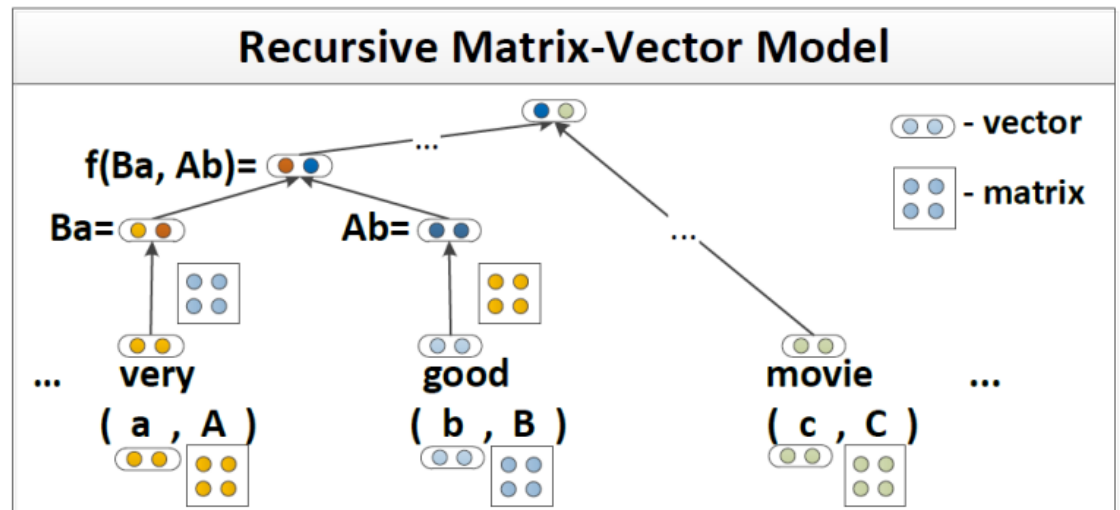 Recursive Matrix-Vector Model
...
- vector
f(Ba, Ab)=
- matrix
Ba=
Ab=
...
... very good movie ...
( a , A ) ( b , B ) ( c , C )